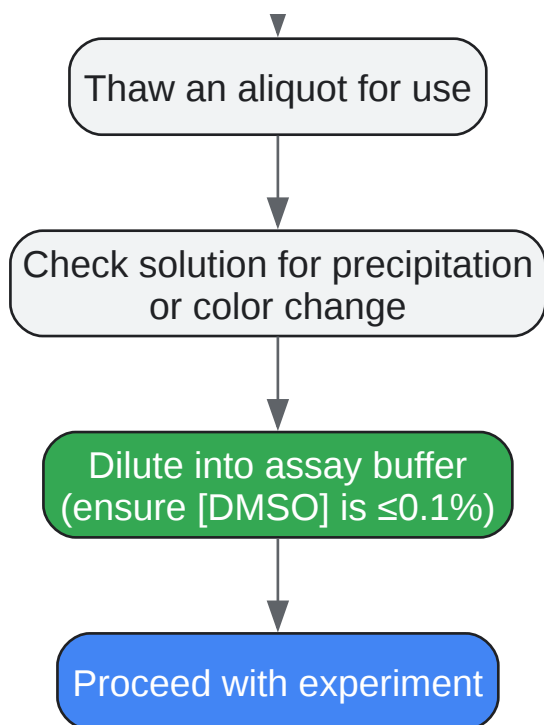 Thaw an aliquot for use
Check solution for precipitation
or color change
Dilute into assay buffer
(ensure [DMSO] is ≤0.1%)
Proceed with experiment